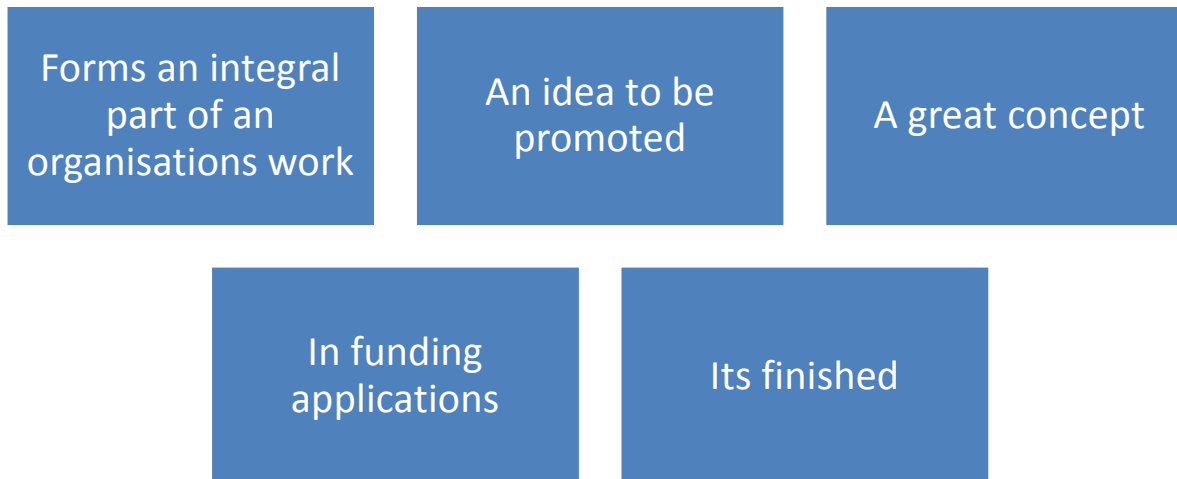 Forms an integral
part of an
organisations work
An idea to be
promoted
A great concept
In funding
applications
Its finished